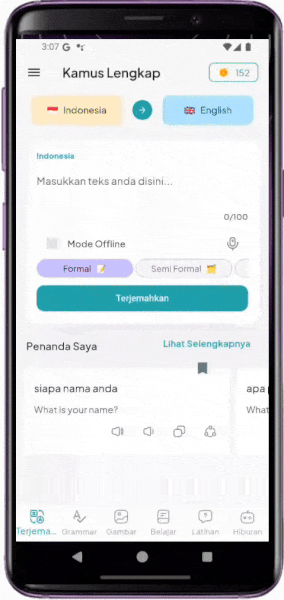 3:07 G
Kamus Lengkap
152
Indonesia
English
Indonesia
Masukkan teks anda disini...
0/100
Mode Offline
Formal
Semi Formal
Terjemahkan
Penanda Saya
Lihat Selengkapnya
siapa nama anda
What is your name?
apa
What
Terjema...
Grammar
Gambar
Belajar
Latihan
Hiburan